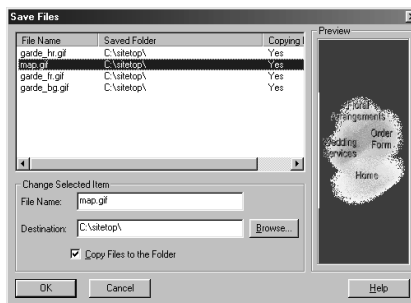 Save Files
File Name Saved Folder Copying
garde_hr.gif C:\sitetop\ Yes
map.gif C:\sitetop\ Yes
garde_fr.gif C:\sitetop\ Yes
garde_bg.gif C:\sitetop\ Yes
Preview
Floral
Arrangements
Order
Form
Wedding
Services
Home
Change Selected Item
File Name: map.gif
Destination: C:\sitetop\ Browse...
Copy Files to the Folder
OK Cancel Help